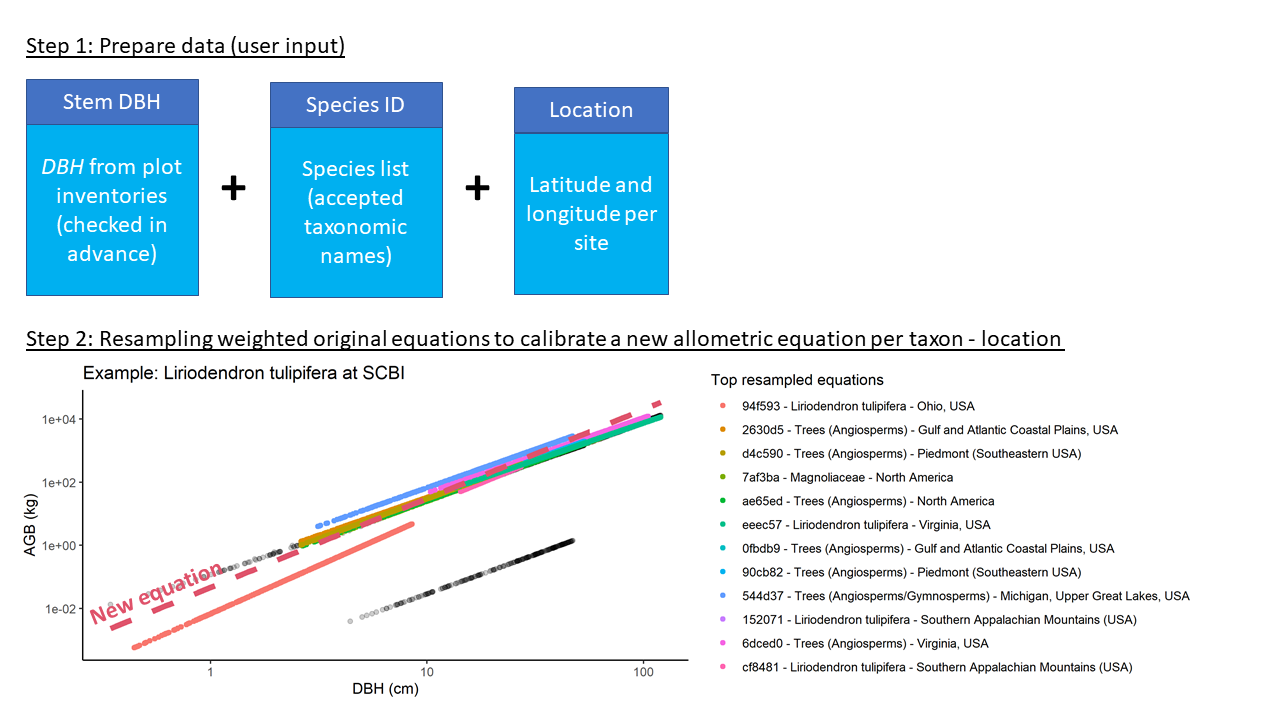 Step 1: Prepare data (user input)
Stem DBH
DBH from plot
inventories
(checked in
advance)
+
Species ID
Species list
(accepted
taxonomic
names)
+
Location
Latitude and
longitude per
site
Step 2: Resampling weighted original equations to calibrate a new allometric equation per taxon - location
Example: Liriodendron tulipifera at SCBI
AGB (kg)
1e+04
1e+02
1e+00
1e-02
New equation
1
10
100
DBH (cm)
Top resampled equations
94f593 - Liriodendron tulipifera - Ohio, USA
2630d5 - Trees (Angiosperms) - Gulf and Atlantic Coastal Plains, USA
d4c590 - Trees (Angiosperms) - Piedmont (Southeastern USA)
7af3ba - Magnoliaceae - North America
ae65ed - Trees (Angiosperms) - North America
eeec57 - Liriodendron tulipifera - Virginia, USA
0fbdb9 - Trees (Angiosperms) - Gulf and Atlantic Coastal Plains, USA
90cb82 - Trees (Angiosperms) - Piedmont (Southeastern USA)
544d37 - Trees (Angiosperms/Gymnosperms) - Michigan, Upper Great Lakes, USA
152071 - Liriodendron tulipifera - Southern Appalachian Mountains (USA)
6dced0 - Trees (Angiosperms) - Virginia, USA
cf8481 - Liriodendron tulipifera - Southern Appalachian Mountains (USA)